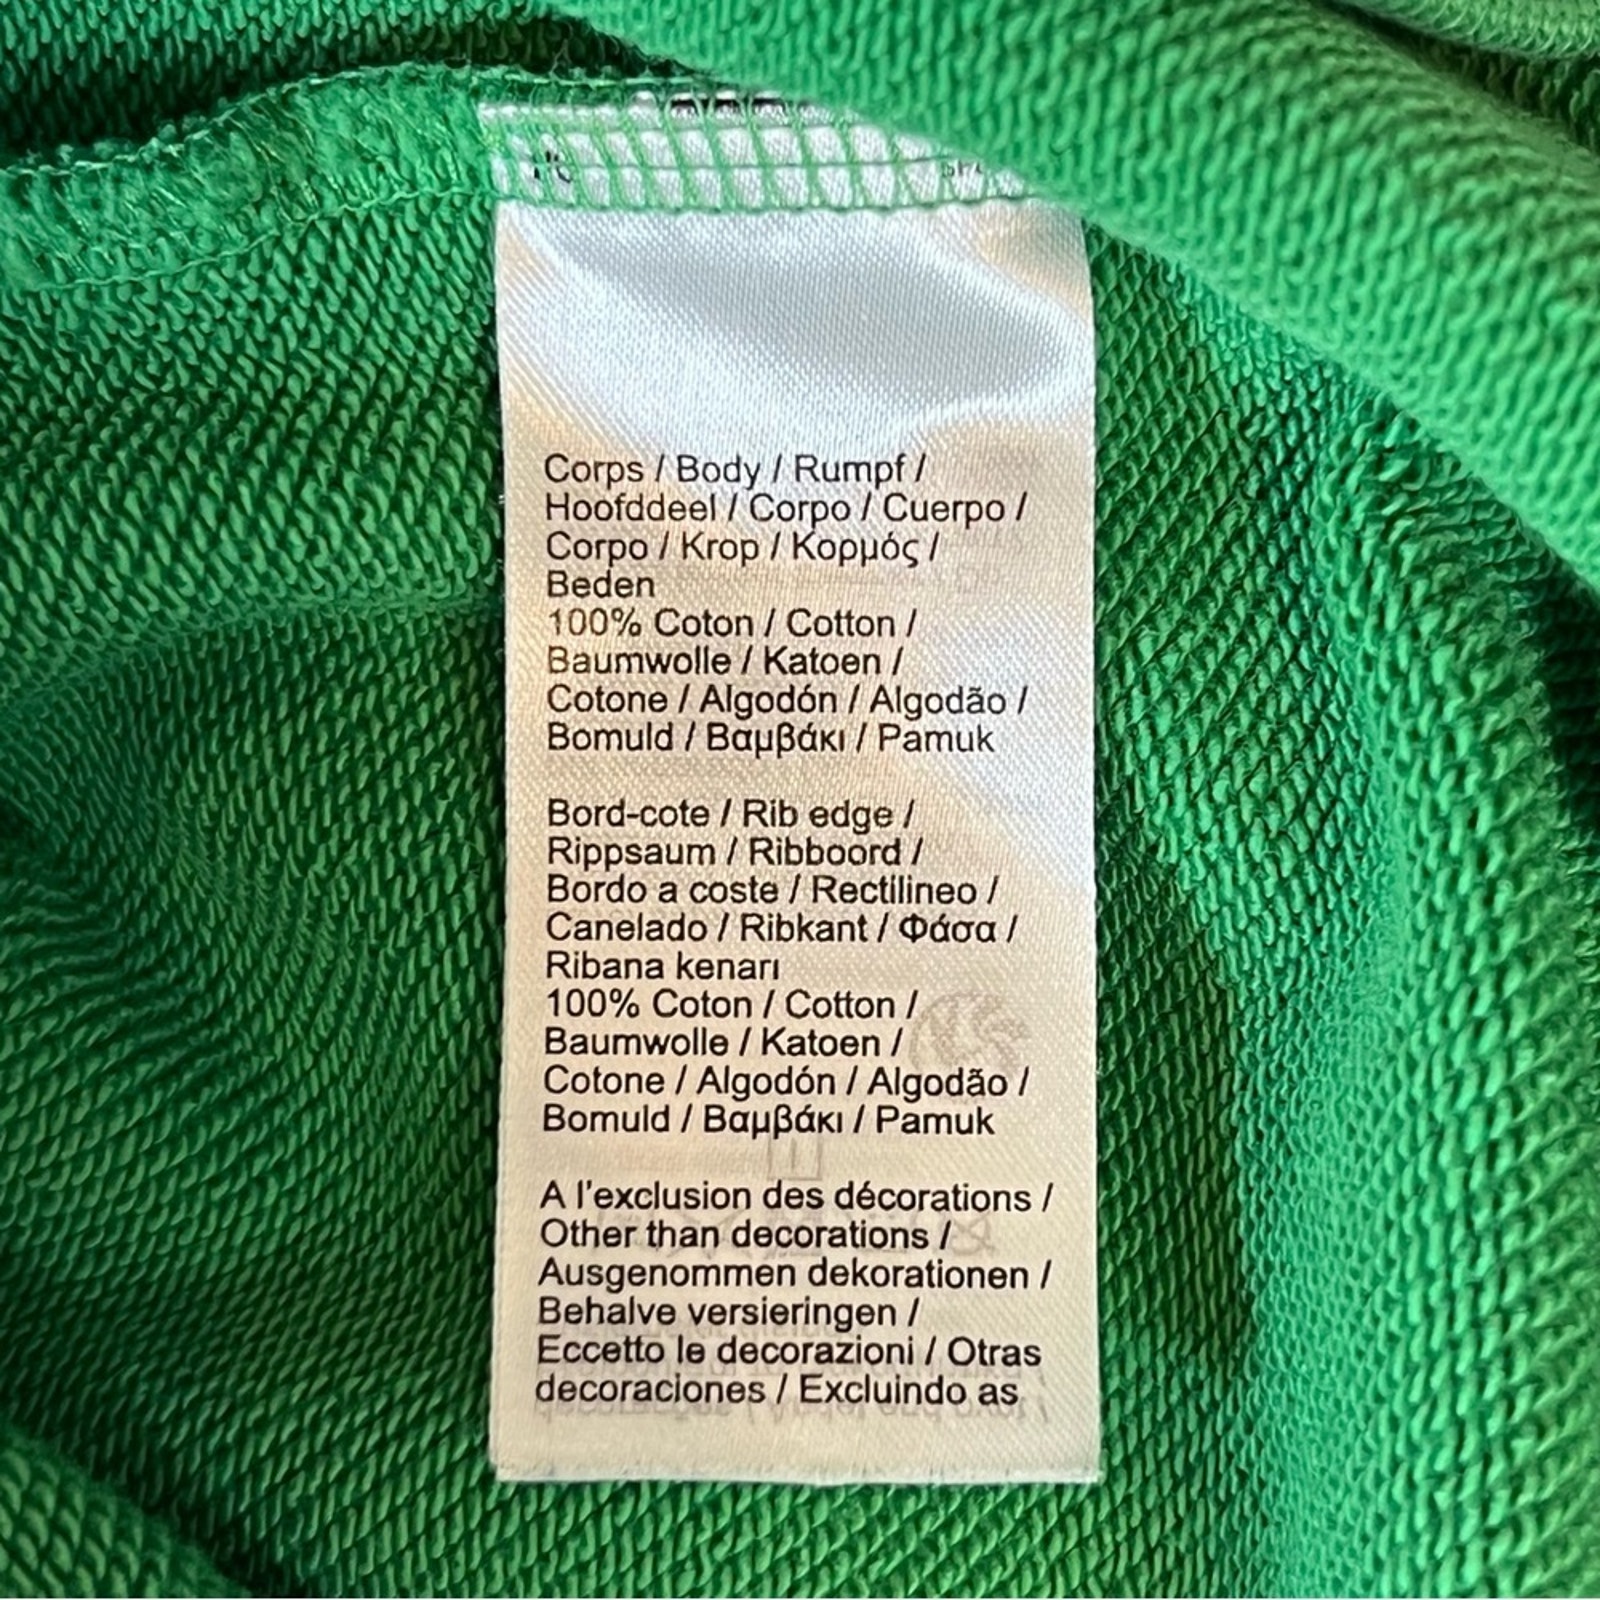 Corps / Body / Rumpf /
Hoofddeel / Corpo / Cuerpo /
Corpo / Krop / Κορμός /
Beden
100% Coton / Cotton /
Baumwolle / Katoen /
Cotone / Algodón / Algodão /
Bomuld / Βαμβάκι / Pamuk
Bord-cote / Rib edge /
Rippsaum / Ribboord /
Bordo a coste / Rectilineo /
Canelado / Ribkant / Φάσα /
Ribana kenarı
100% Coton / Cotton /
Baumwolle / Katoen /
Cotone / Algodón / Algodão /
Bomuld / Βαμβάκι / Pamuk
A l'exclusion des décorations /
Other than decorations /
Ausgenommen dekorationen /
Behalve versieringen /
Eccetto le decorazioni / Otras
decoraciones / Excluindo as